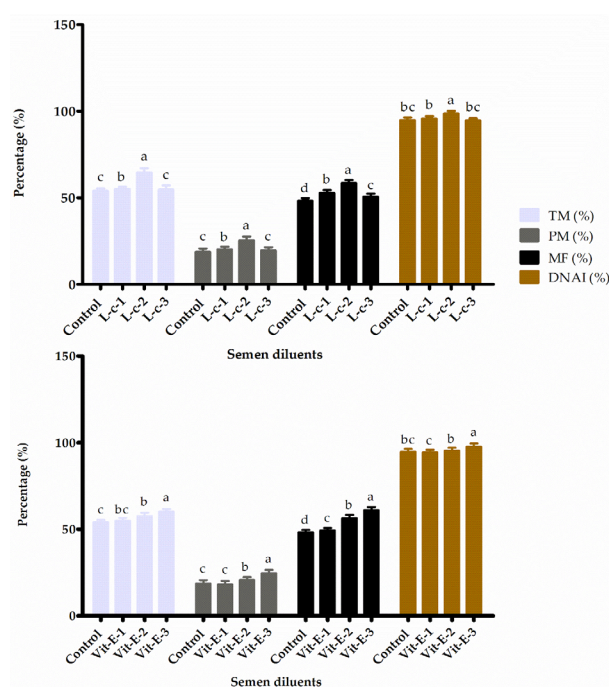 150
Percentage (%)
100
50
0
c b a c
c b a c
d b a c
bc b a bc
Control L-c-1 L-c-2 L-c-3 Control L-c-1 L-c-2 L-c-3 Control L-c-1 L-c-2 L-c-3 Control L-c-1 L-c-2 L-c-3
Semen diluents
TM (%)
PM (%)
MF (%)
DNAI (%)
150
Percentage (%)
100
50
0
c bc b a
c c b a
d c b a
bc c b a
Control Vit-E-1 Vit-E-2 Vit-E-3 Control Vit-E-1 Vit-E-2 Vit-E-3 Control Vit-E-1 Vit-E-2 Vit-E-3 Control Vit-E-1 Vit-E-2 Vit-E-3
Semen diluents